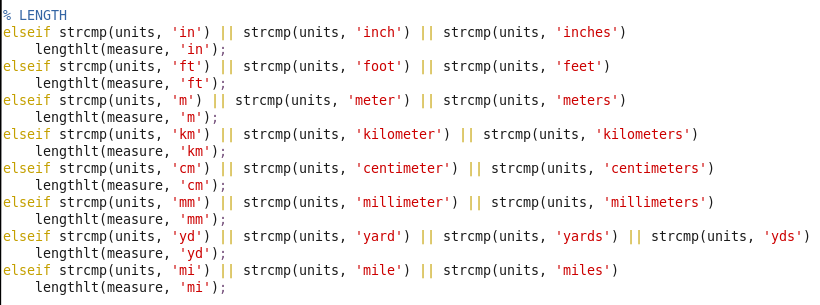 % LENGTH
elseif strcmp(units, 'in') || strcmp(units, 'inch') || strcmp(units, 'inches')
    lengthlt(measure, 'in');
elseif strcmp(units, 'ft') || strcmp(units, 'foot') || strcmp(units, 'feet')
    lengthlt(measure, 'ft');
elseif strcmp(units, 'm') || strcmp(units, 'meter') || strcmp(units, 'meters')
    lengthlt(measure, 'm');
elseif strcmp(units, 'km') || strcmp(units, 'kilometer') || strcmp(units, 'kilometers')
    lengthlt(measure, 'km');
elseif strcmp(units, 'cm') || strcmp(units, 'centimeter') || strcmp(units, 'centimeters')
    lengthlt(measure, 'cm');
elseif strcmp(units, 'mm') || strcmp(units, 'millimeter') || strcmp(units, 'millimeters')
    lengthlt(measure, 'mm');
elseif strcmp(units, 'yd') || strcmp(units, 'yard') || strcmp(units, 'yards') || strcmp(units, 'yds')
    lengthlt(measure, 'yd');
elseif strcmp(units, 'mi') || strcmp(units, 'mile') || strcmp(units, 'miles')
    lengthlt(measure, 'mi');